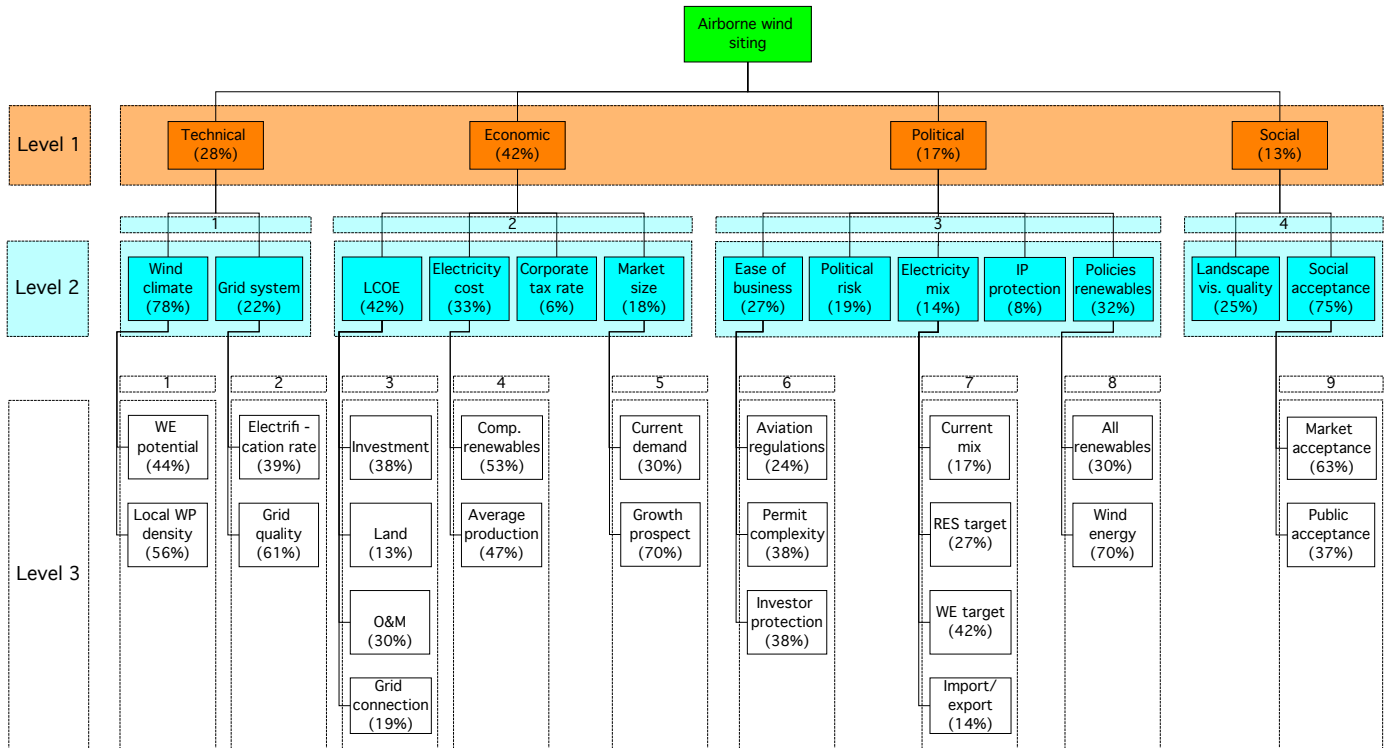 Airborne wind
siting
Level 1
Technical
(28%)
Economic
(42%)
Political
(17%)
Social
(13%)
1
2
3
4
Level 2
Wind
climate
(78%)
Grid system
(22%)
LCOE
(42%)
Electricity
cost
(33%)
Corporate
tax rate
(6%)
Market
size
(18%)
Ease of
business
(27%)
Political
risk
(19%)
Electricity
mix
(14%)
IP
protection
(8%)
Policies
renewables
(32%)
Landscape
vis. quality
(25%)
Social
acceptance
(75%)
1
2
3
4
5
6
7
8
9
Level 3
WE
potential
(44%)
Local WP
density
(56%)
Electrifi -
cation rate
(39%)
Grid
quality
(61%)
Investment
(38%)
Land
(13%)
O&M
(30%)
Grid
connection
(19%)
Comp.
renewables
(53%)
Average
production
(47%)
Current
demand
(30%)
Growth
prospect
(70%)
Aviation
regulations
(24%)
Permit
complexity
(38%)
Investor
protection
(38%)
Current
mix
(17%)
RES target
(27%)
WE target
(42%)
Import/
export
(14%)
All
renewables
(30%)
Wind
energy
(70%)
Market
acceptance
(63%)
Public
acceptance
(37%)